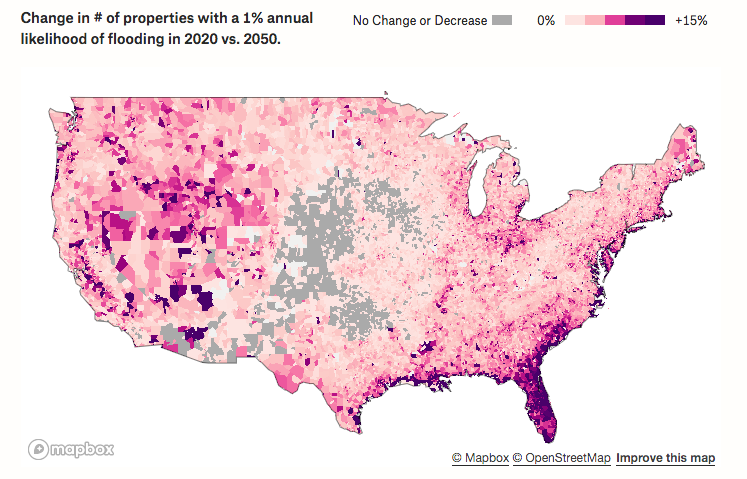 Change in # of properties with a 1% annual
likelihood of flooding in 2020 vs. 2050.
No Change or Decrease 0% +15%
mapbox
© Mapbox © OpenStreetMap Improve this map